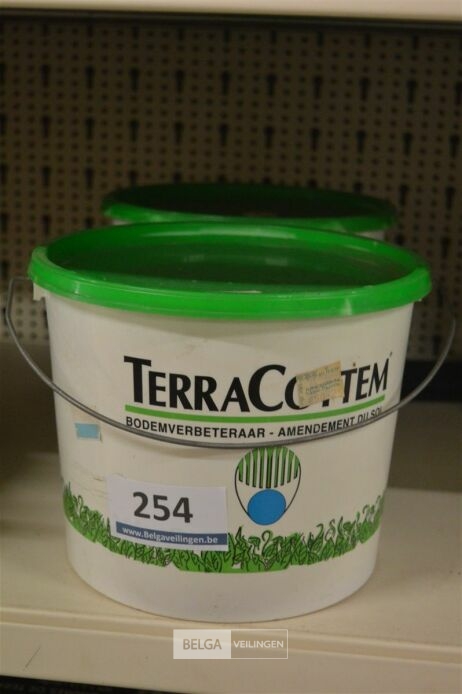 TERRACOTTEM
BODEMVERBETERAAR - AMENDEMENT DU SOL
254
www.Belgaveilingen.be
BELGA VEILINGEN